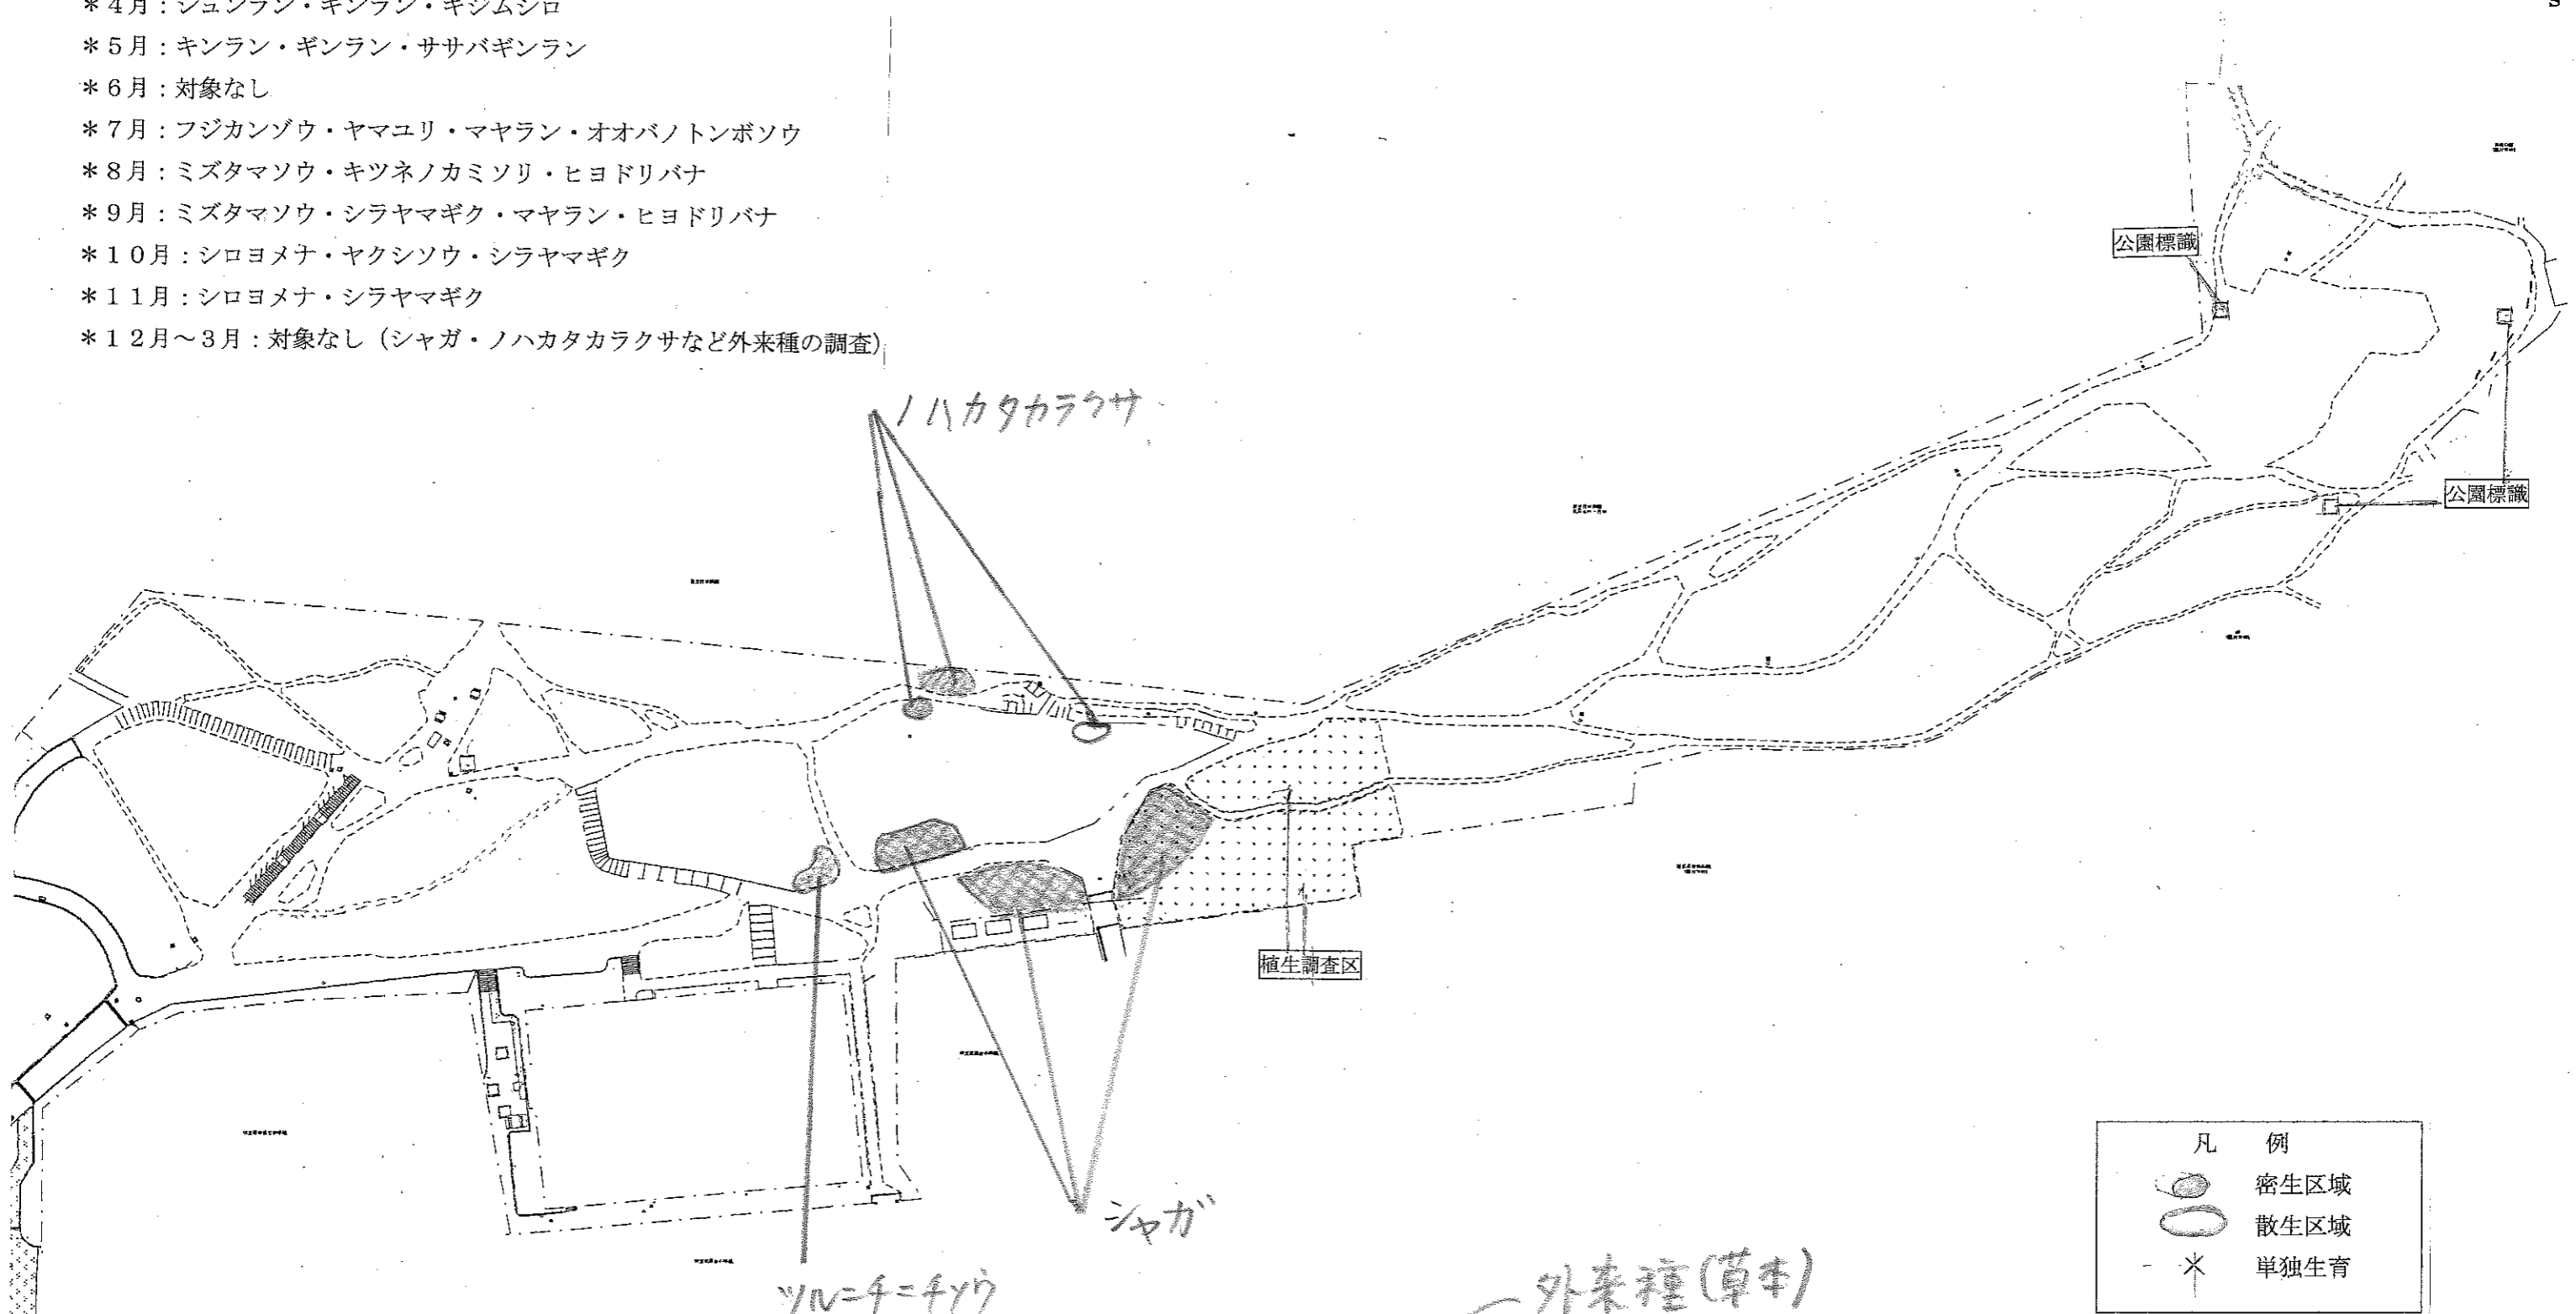 ＊４月：シュンラン・キンラン・キジムシロ
＊５月：キンラン・ギンラン・ササバギンラン
＊６月：対象なし
＊７月：フジカンゾウ・ヤマユリ・マヤラン・オオバノトンボソウ
＊８月：ミズタマソウ・キツネノカミソリ・ヒヨドリバナ
＊９月：ミズタマソウ・シラヤマギク・マヤラン・ヒヨドリバナ
＊１０月：シロヨメナ・ヤクシソウ・シラヤマギク
＊１１月：シロヨメナ・シラヤマギク
＊１２月～３月：対象なし（シャガ・ノハカタカラクサなど外来種の調査）
公園標識
ノハカタカラクサ
公園標識
植生調査区
シャガ
ツルニチニチソウ
外来種(草本)
凡　例
密生区域
散生区域
単独生育